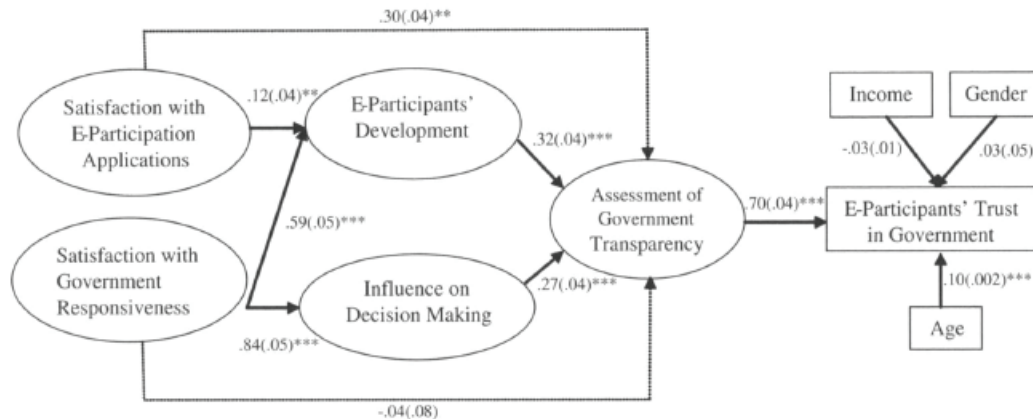 .30(.04)**
Satisfaction with
E-Participation
Applications
.12(.04)**
E-Participants'
Development
.32(.04)***
Income
Gender
-.03(.01)
.03(.05)
Assessment of
Government
Transparency
.70(.04)***
E-Participants' Trust
in Government
.59(.05)***
Satisfaction with
Government
Responsiveness
Influence on
Decision Making
.27(.04)***
.84(.05)***
.10(.002)***
Age
-.04(.08)